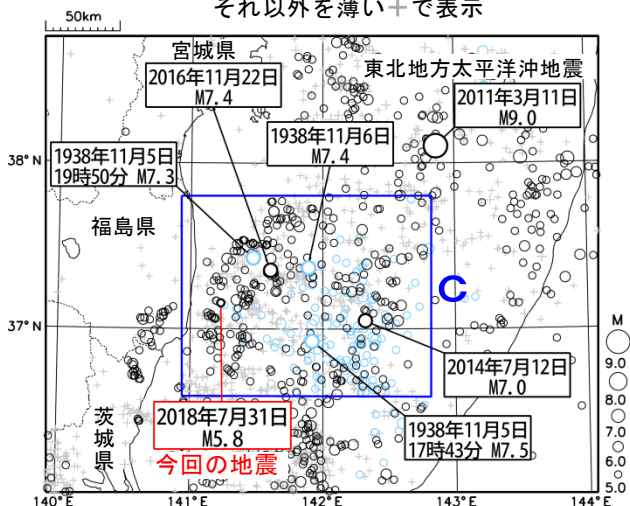 それ以外を薄い＋で表示
50km
宮城県
2016年11月22日
M7.4
東北地方太平洋沖地震
2011年3月11日
M9.0
1938年11月6日
M7.4
38°N
1938年11月5日
19時50分 M7.3
福島県
C
37°N
M
9.0
8.0
7.0
6.0
5.0
2014年7月12日
M7.0
2018年7月31日
M5.8
今回の地震
1938年11月5日
17時43分 M7.5
茨城県
140°E
141°E
142°E
143°E
144°E